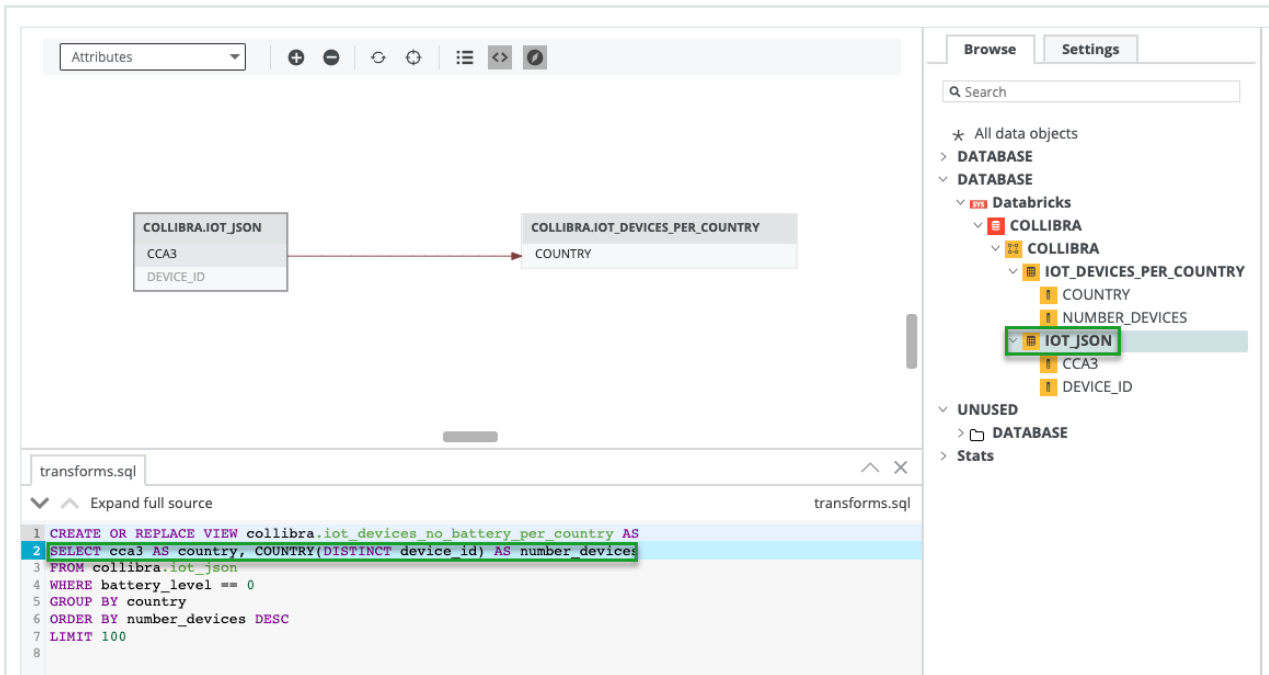 Attributes
COLLIBRA.IOT_JSON
CCA3
DEVICE_ID
COLLIBRA.IOT_DEVICES_PER_COUNTRY
COUNTRY
transforms.sql
Expand full source
transforms.sql
1 CREATE OR REPLACE VIEW collibra.iot_devices_no_battery_per_country AS
2 SELECT cca3 AS country, COUNTRY(DISTINCT device_id) AS number_devices
3 FROM collibra.iot_json
4 WHERE battery_level == 0
5 GROUP BY country
6 ORDER BY number_devices DESC
7 LIMIT 100
8
Browse
Settings
Search
All data objects
DATABASE
DATABASE
SYS Databricks
COLLIBRA
COLLIBRA
IOT_DEVICES_PER_COUNTRY
COUNTRY
NUMBER_DEVICES
IOT_JSON
CCA3
DEVICE_ID
UNUSED
DATABASE
Stats